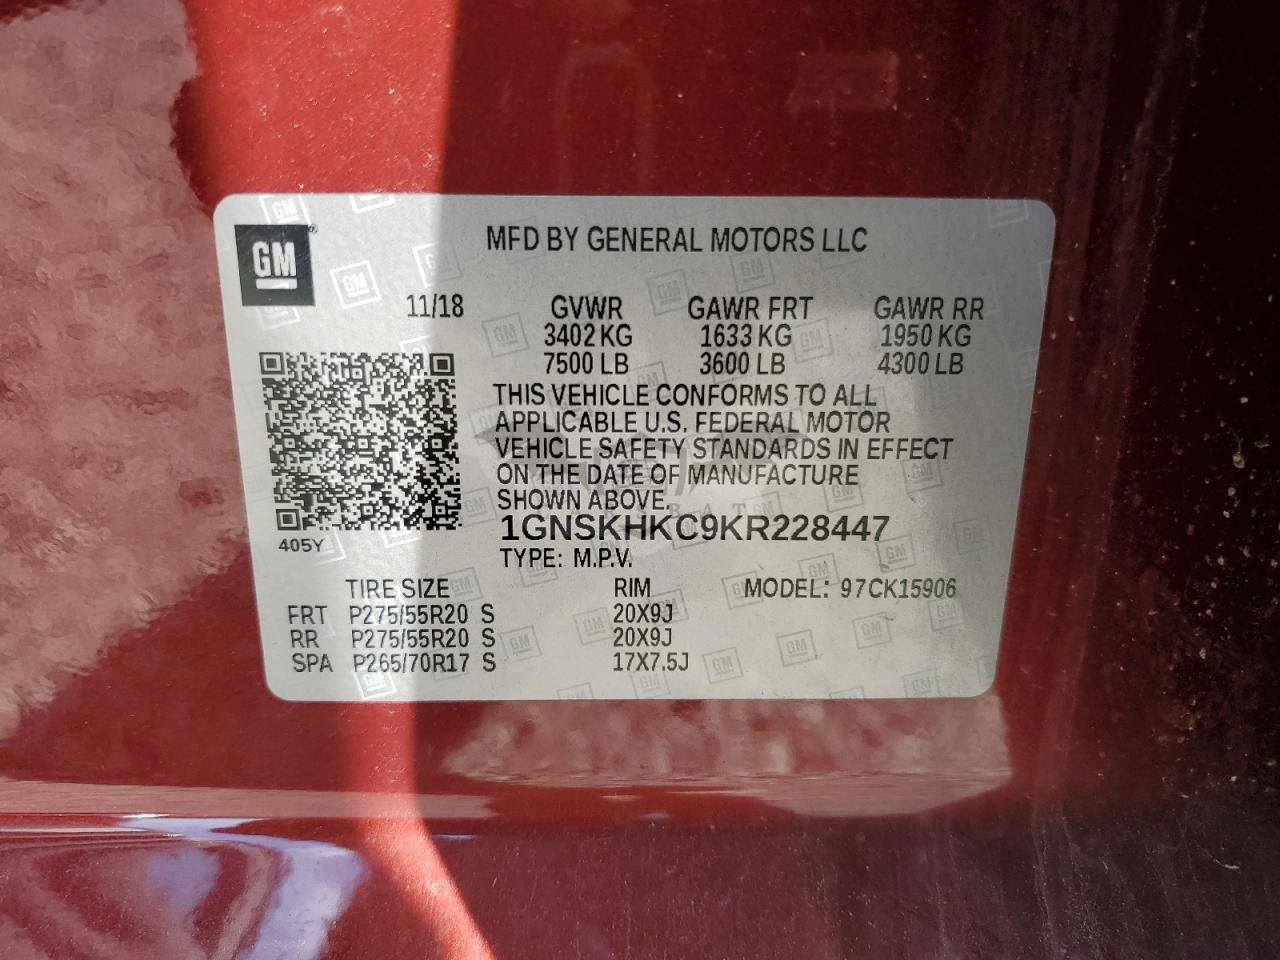 GM
MFD BY GENERAL MOTORS LLC
11/18 GVWR GAWR FRT GAWR RR
3402 KG 1633 KG 1950 KG
7500 LB 3600 LB 4300 LB
THIS VEHICLE CONFORMS TO ALL
APPLICABLE U.S. FEDERAL MOTOR
VEHICLE SAFETY STANDARDS IN EFFECT
ON THE DATE OF MANUFACTURE
SHOWN ABOVE.
1GNSKHKC9KR228447
405Y
TYPE: M.P.V.
TIRE SIZE RIM MODEL: 97CK15906
FRT P275/55R20 S 20X9J
RR P275/55R20 S 20X9J
SPA P265/70R17 S 17X7.5J